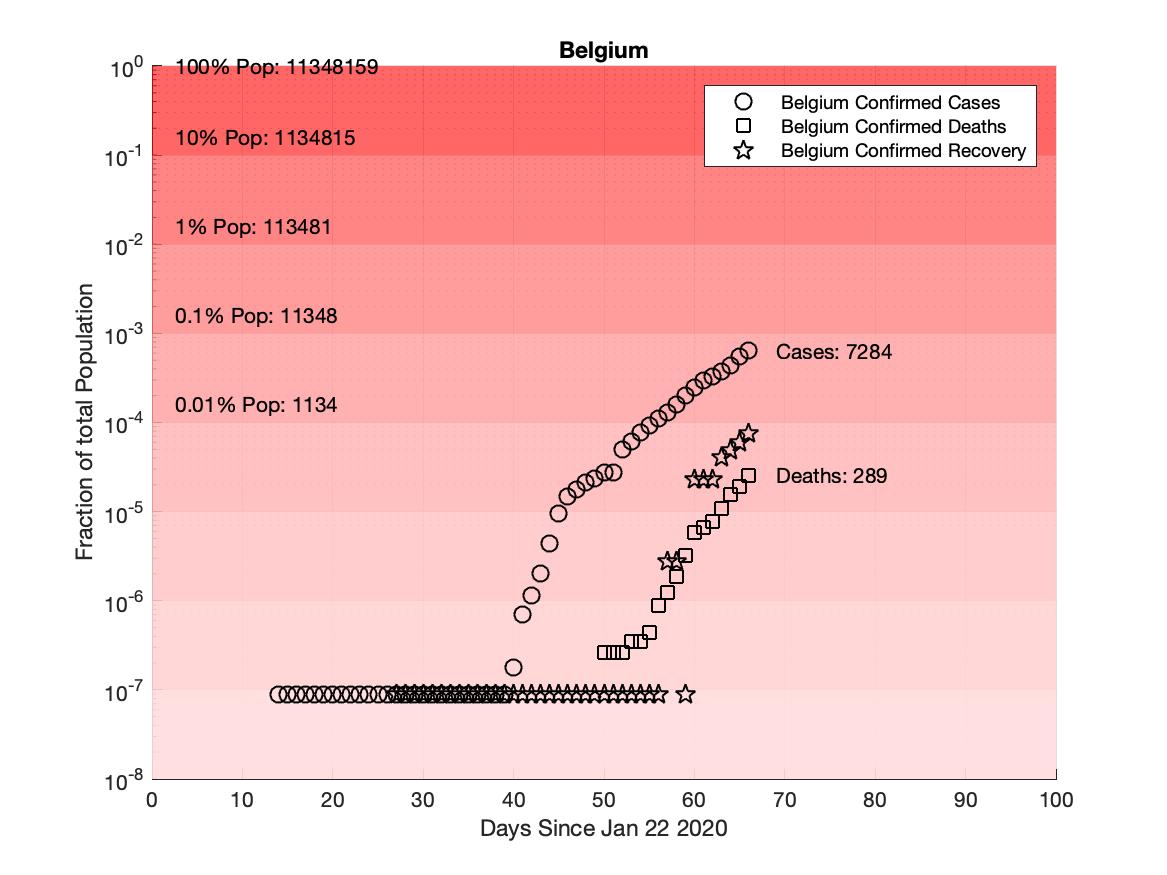 Belgium
10^0
100% Pop: 11348159
Belgium Confirmed Cases
Belgium Confirmed Deaths
Belgium Confirmed Recovery
10% Pop: 1134815
10^-1
1% Pop: 113481
10^-2
0.1% Pop: 11348
10^-3
Cases: 7284
0.01% Pop: 1134
10^-4
Deaths: 289
10^-5
10^-6
10^-7
10^-8
Fraction of total Population
0 10 20 30 40 50 60 70 80 90 100
Days Since Jan 22 2020